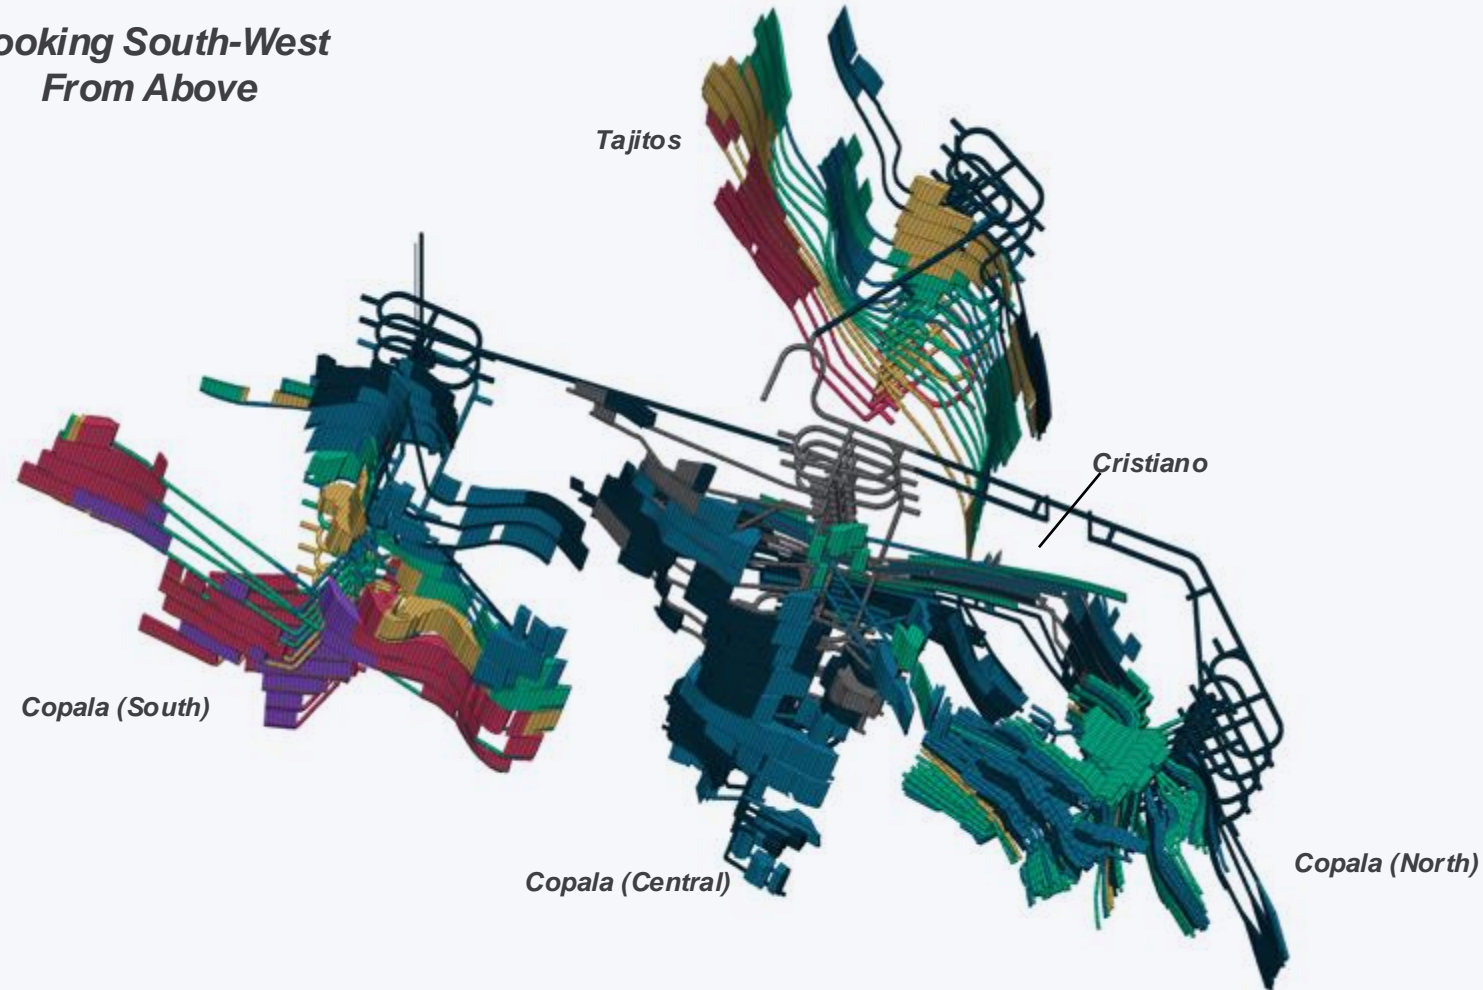 ooking South-West
From Above
Tajitos
Cristiano
Copala (South)
Copala (Central)
Copala (North)